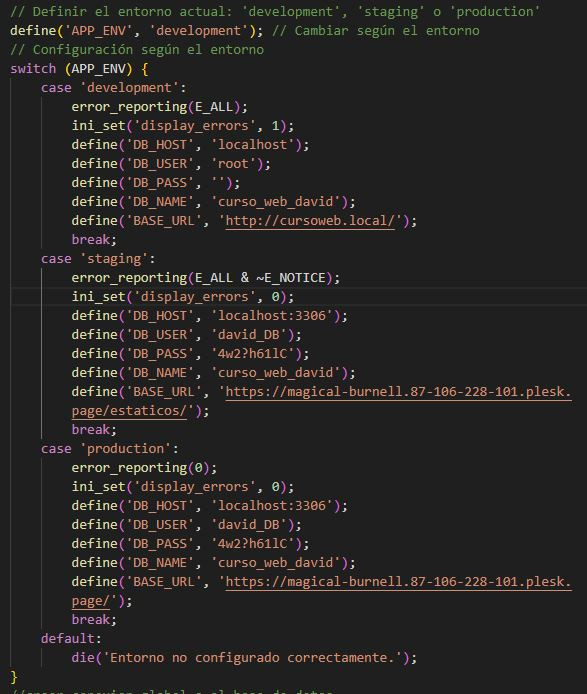 // Definir el entorno actual: 'development', 'staging' o 'production'
define('APP_ENV', 'development'); // Cambiar según el entorno
// Configuración según el entorno
switch (APP_ENV) {
    case 'development':
        error_reporting(E_ALL);
        ini_set('display_errors', 1);
        define('DB_HOST', 'localhost');
        define('DB_USER', 'root');
        define('DB_PASS', '');
        define('DB_NAME', 'curso_web_david');
        define('BASE_URL', 'http://cursoweb.local/');
        break;
    case 'staging':
        error_reporting(E_ALL & ~E_NOTICE);
        ini_set('display_errors', 0);
        define('DB_HOST', 'localhost:3306');
        define('DB_USER', 'david_DB');
        define('DB_PASS', '4w2?h61lC');
        define('DB_NAME', 'curso_web_david');
        define('BASE_URL', 'https://magical-burnell.87-106-228-101.plesk.
        page/estaticos/');
        break;
    case 'production':
        error_reporting(0);
        ini_set('display_errors', 0);
        define('DB_HOST', 'localhost:3306');
        define('DB_USER', 'david_DB');
        define('DB_PASS', '4w2?h61lC');
        define('DB_NAME', 'curso_web_david');
        define('BASE_URL', 'https://magical-burnell.87-106-228-101.plesk.
        page/');
        break;
    default:
        die('Entorno no configurado correctamente.');
}